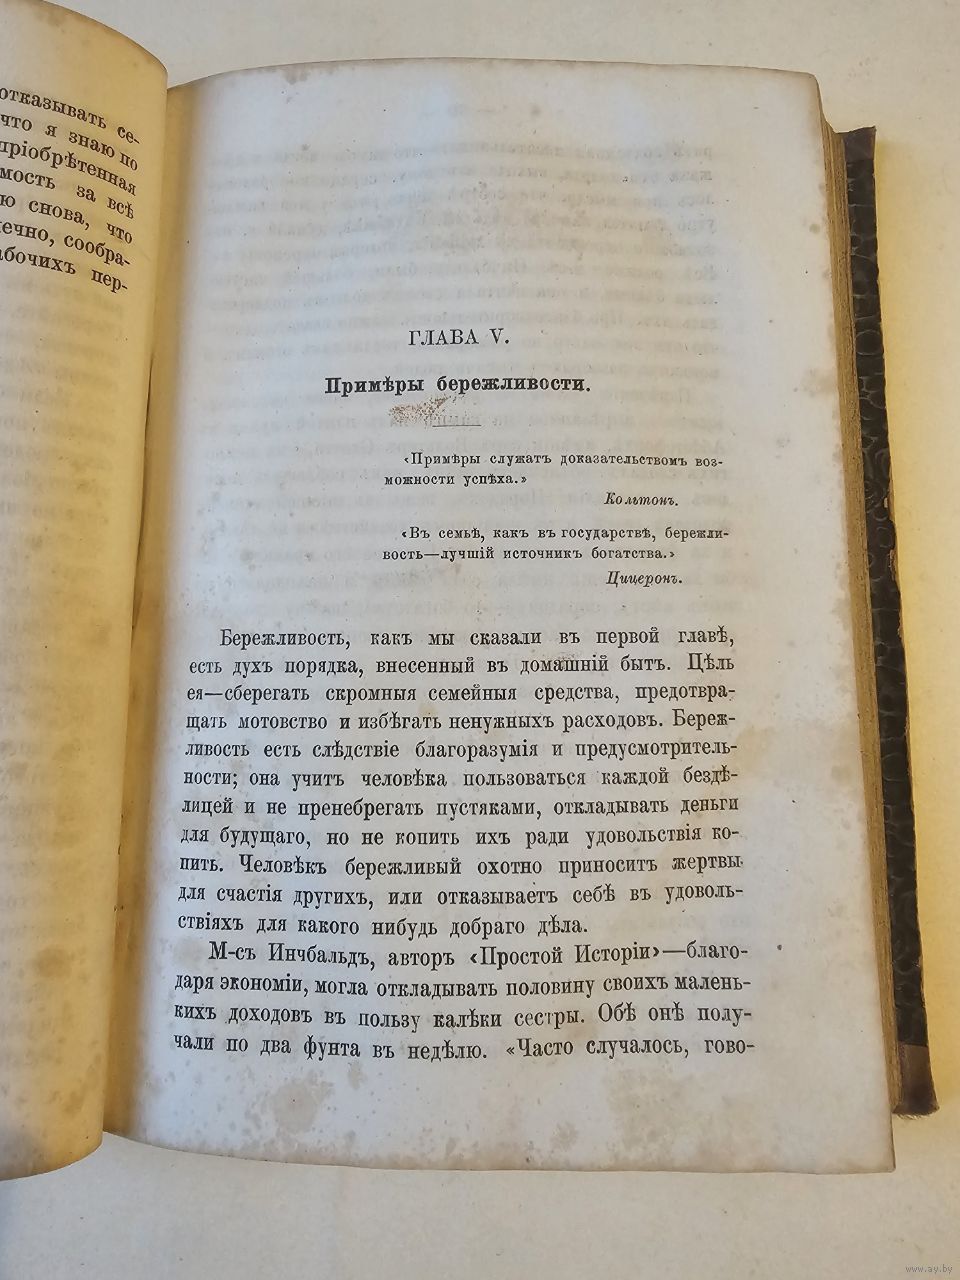 отказывать се-
что я знаю по
пріобрѣтенная
мость за всѣ
ю снова, что
ечно, сообра-
абочихъ пер-
ГЛАВА V.
Примѣры бережливости.
«Примѣры служатъ доказательствомъ воз-
можности успѣха.»
Кольтонъ.
«Въ семьѣ, какъ въ государствѣ, бережли-
вость—лучшій источникъ богатства.»
Цицеронъ.
Бережливость, какъ мы сказали въ первой главѣ,
есть духъ порядка, внесенный въ домашній бытъ. Цѣль
ея—сберегать скромныя семейныя средства, предотвра-
щать мотовство и избѣгать ненужныхъ расходовъ. Береж-
ливость есть слѣдствіе благоразумія и предусмотритель-
ности; она учитъ человѣка пользоваться каждой бездѣ-
лицей и не пренебрегать пустяками, откладывать деньги
для будущаго, но не копить ихъ ради удовольствія ко-
пить. Человѣкъ бережливый охотно приноситъ жертвы
для счастія другихъ, или отказываетъ себѣ въ удоволь-
ствіяхъ для какого нибудь добраго дѣла.
М-съ Инчбальдъ, авторъ «Простой Исторіи»—благо-
даря экономіи, могла откладывать половину своихъ малень-
кихъ доходовъ въ пользу калѣки сестры. Обѣ онѣ полу-
чали по два фунта въ недѣлю. «Часто случалось, гово-
www.ay.by